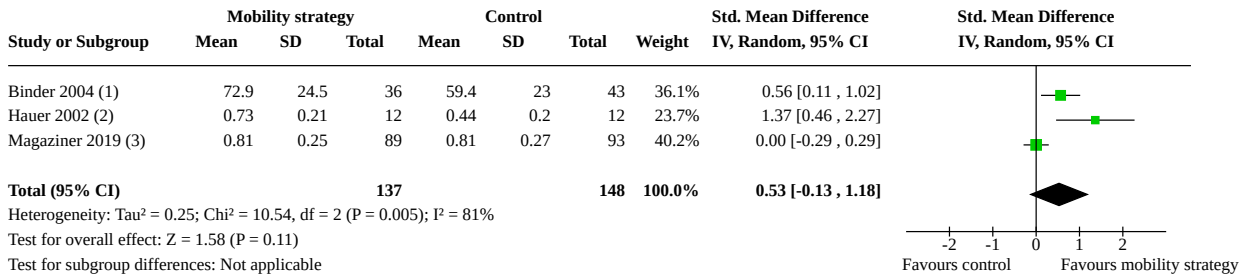 Mobility strategy Control Std. Mean Difference Std. Mean Difference
Study or Subgroup Mean SD Total Mean SD Total Weight IV, Random, 95% CI IV, Random, 95% CI
Binder 2004 (1) 72.9 24.5 36 59.4 23 43 36.1% 0.56 [0.11 , 1.02]
Hauer 2002 (2) 0.73 0.21 12 0.44 0.2 12 23.7% 1.37 [0.46 , 2.27]
Magaziner 2019 (3) 0.81 0.25 89 0.81 0.27 93 40.2% 0.00 [-0.29 , 0.29]
Total (95% CI) 137 148 100.0% 0.53 [-0.13 , 1.18]
Heterogeneity: Tau² = 0.25; Chi² = 10.54, df = 2 (P = 0.005); I² = 81%
Test for overall effect: Z = 1.58 (P = 0.11)
-2 -1 0 1 2
Test for subgroup differences: Not applicable Favours control Favours mobility strategy